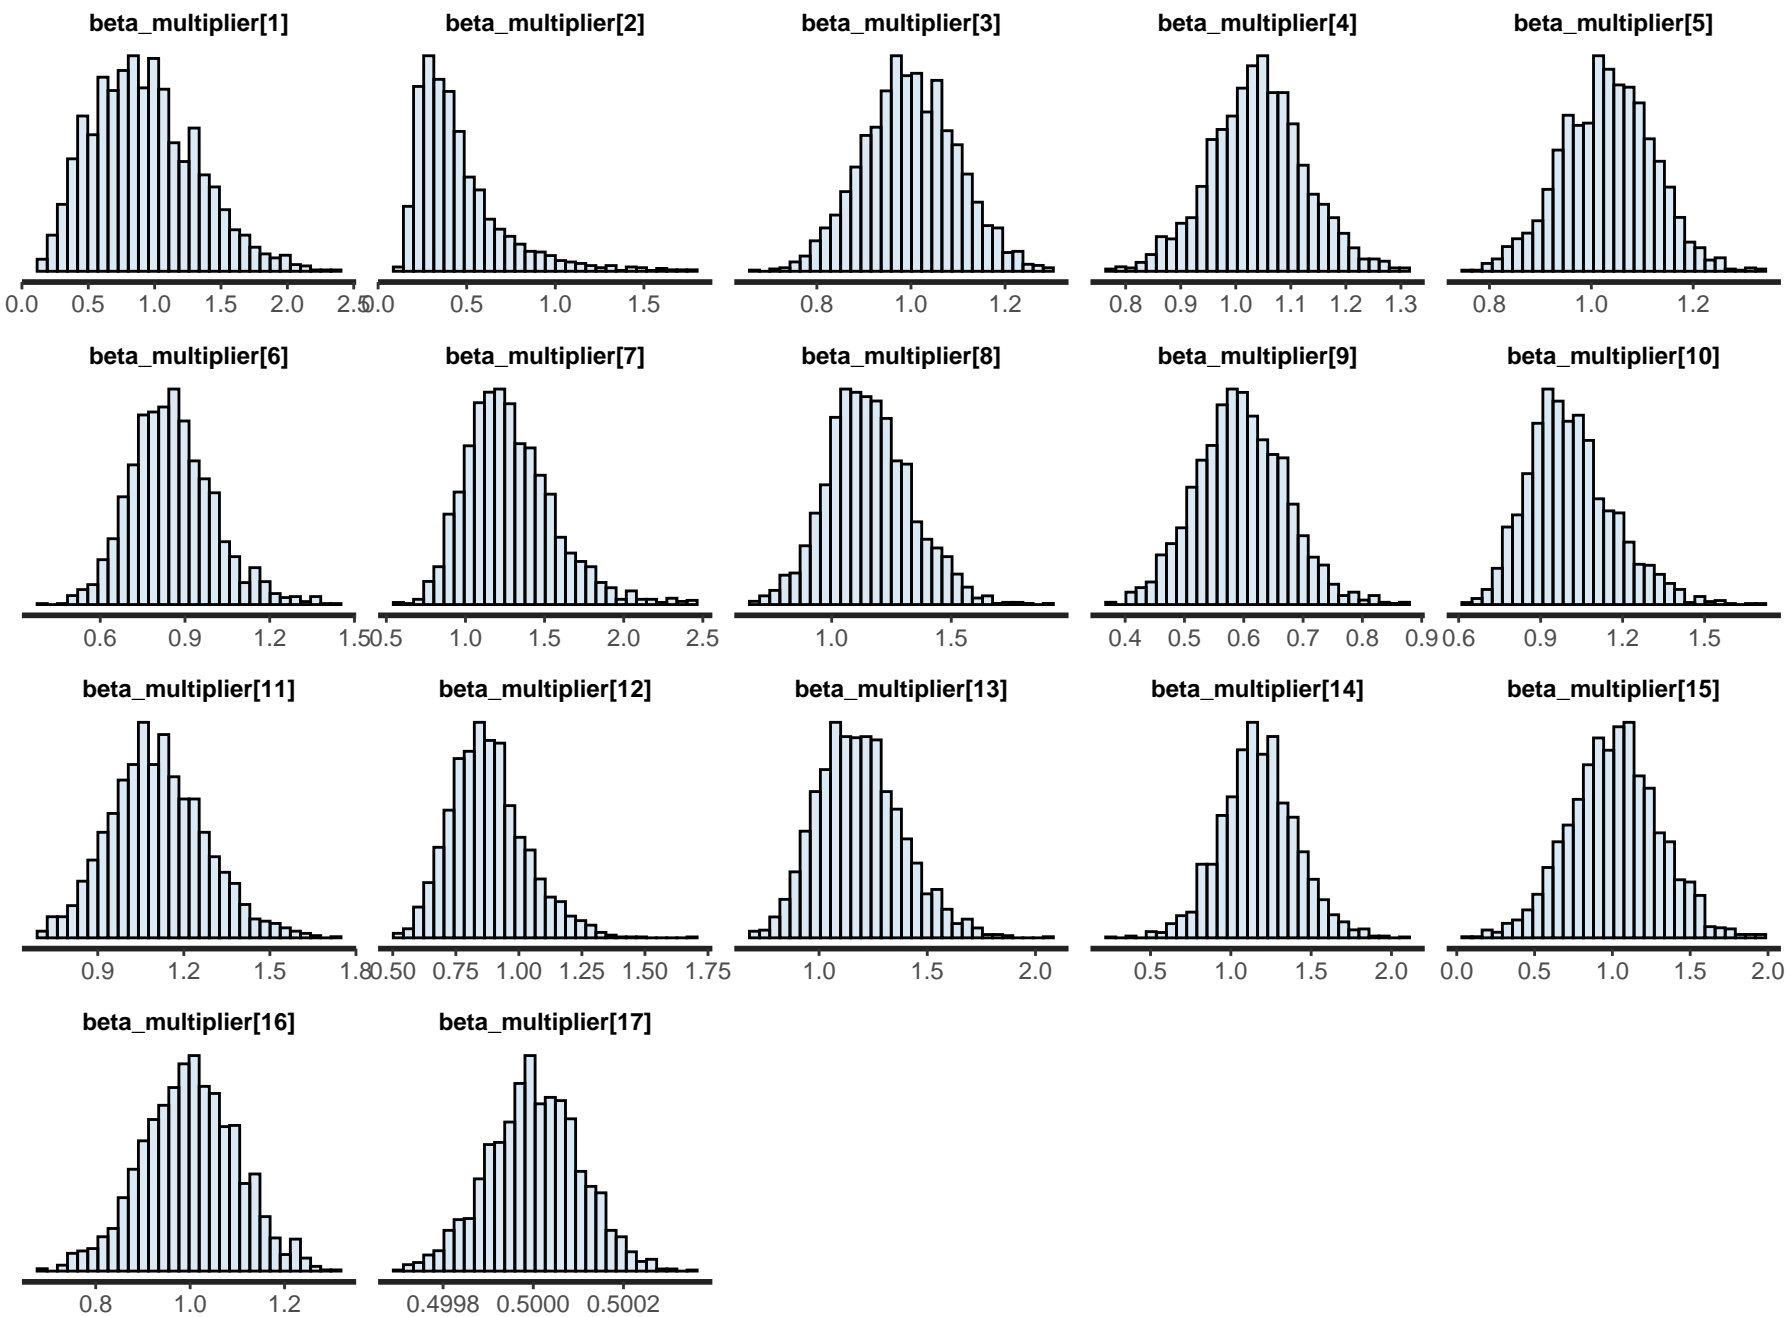 beta_multiplier[1] beta_multiplier[2] beta_multiplier[3] beta_multiplier[4] beta_multiplier[5]
0.0 0.5 1.0 1.5 2.0 2.5 0.0 0.5 1.0 1.5 0.8 1.0 1.2 0.8 0.9 1.0 1.1 1.2 1.3 0.8 1.0 1.2
beta_multiplier[6] beta_multiplier[7] beta_multiplier[8] beta_multiplier[9] beta_multiplier[10]
0.6 0.9 1.2 1.5 0.5 1.0 1.5 2.0 2.5 1.0 1.5 0.4 0.5 0.6 0.7 0.8 0.9 0.6 0.9 1.2 1.5
beta_multiplier[11] beta_multiplier[12] beta_multiplier[13] beta_multiplier[14] beta_multiplier[15]
0.9 1.2 1.5 1.8 0.50 0.75 1.00 1.25 1.50 1.75 1.0 1.5 2.0 0.5 1.0 1.5 2.0 0.0 0.5 1.0 1.5 2.0
beta_multiplier[16] beta_multiplier[17]
0.8 1.0 1.2 0.4998 0.5000 0.5002